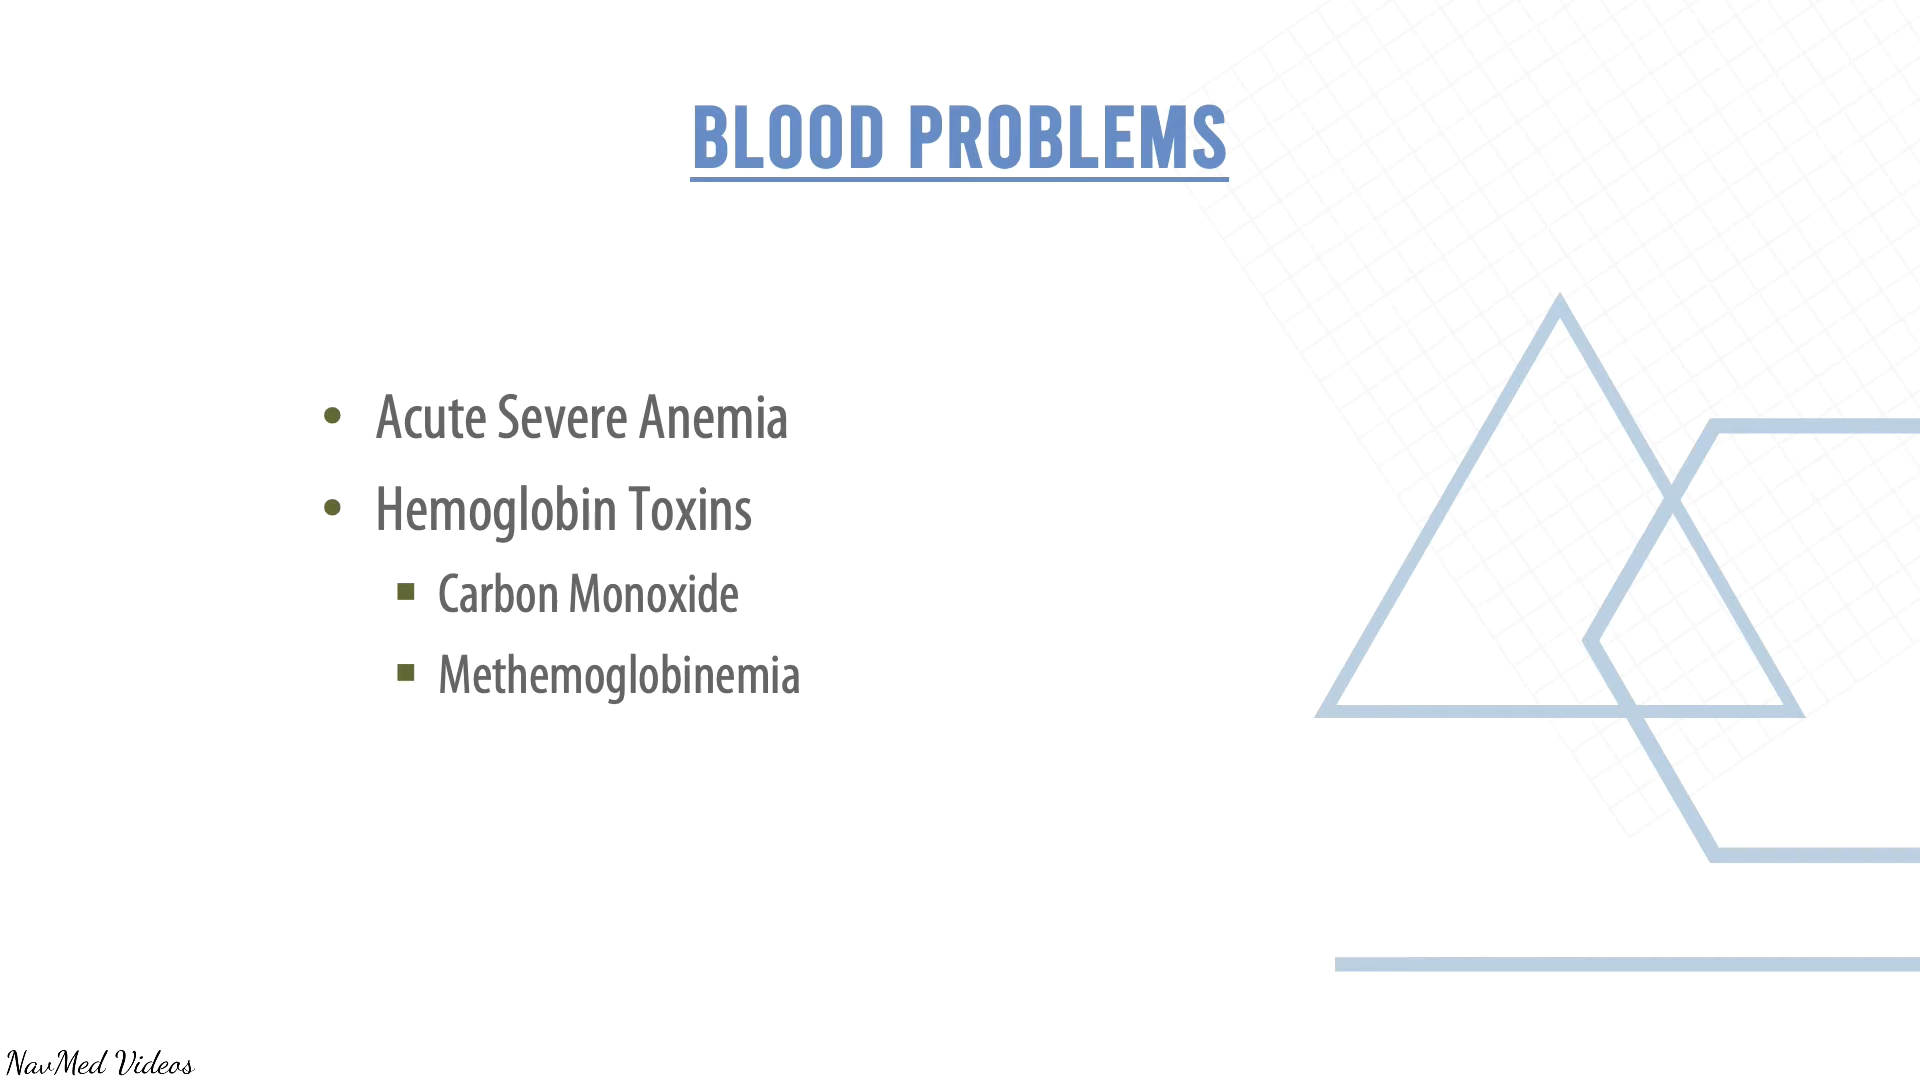 BLOOD PROBLEMS
• Acute Severe Anemia
• Hemoglobin Toxins
▪ Carbon Monoxide
▪ Methemoglobinemia
NavMed Videos